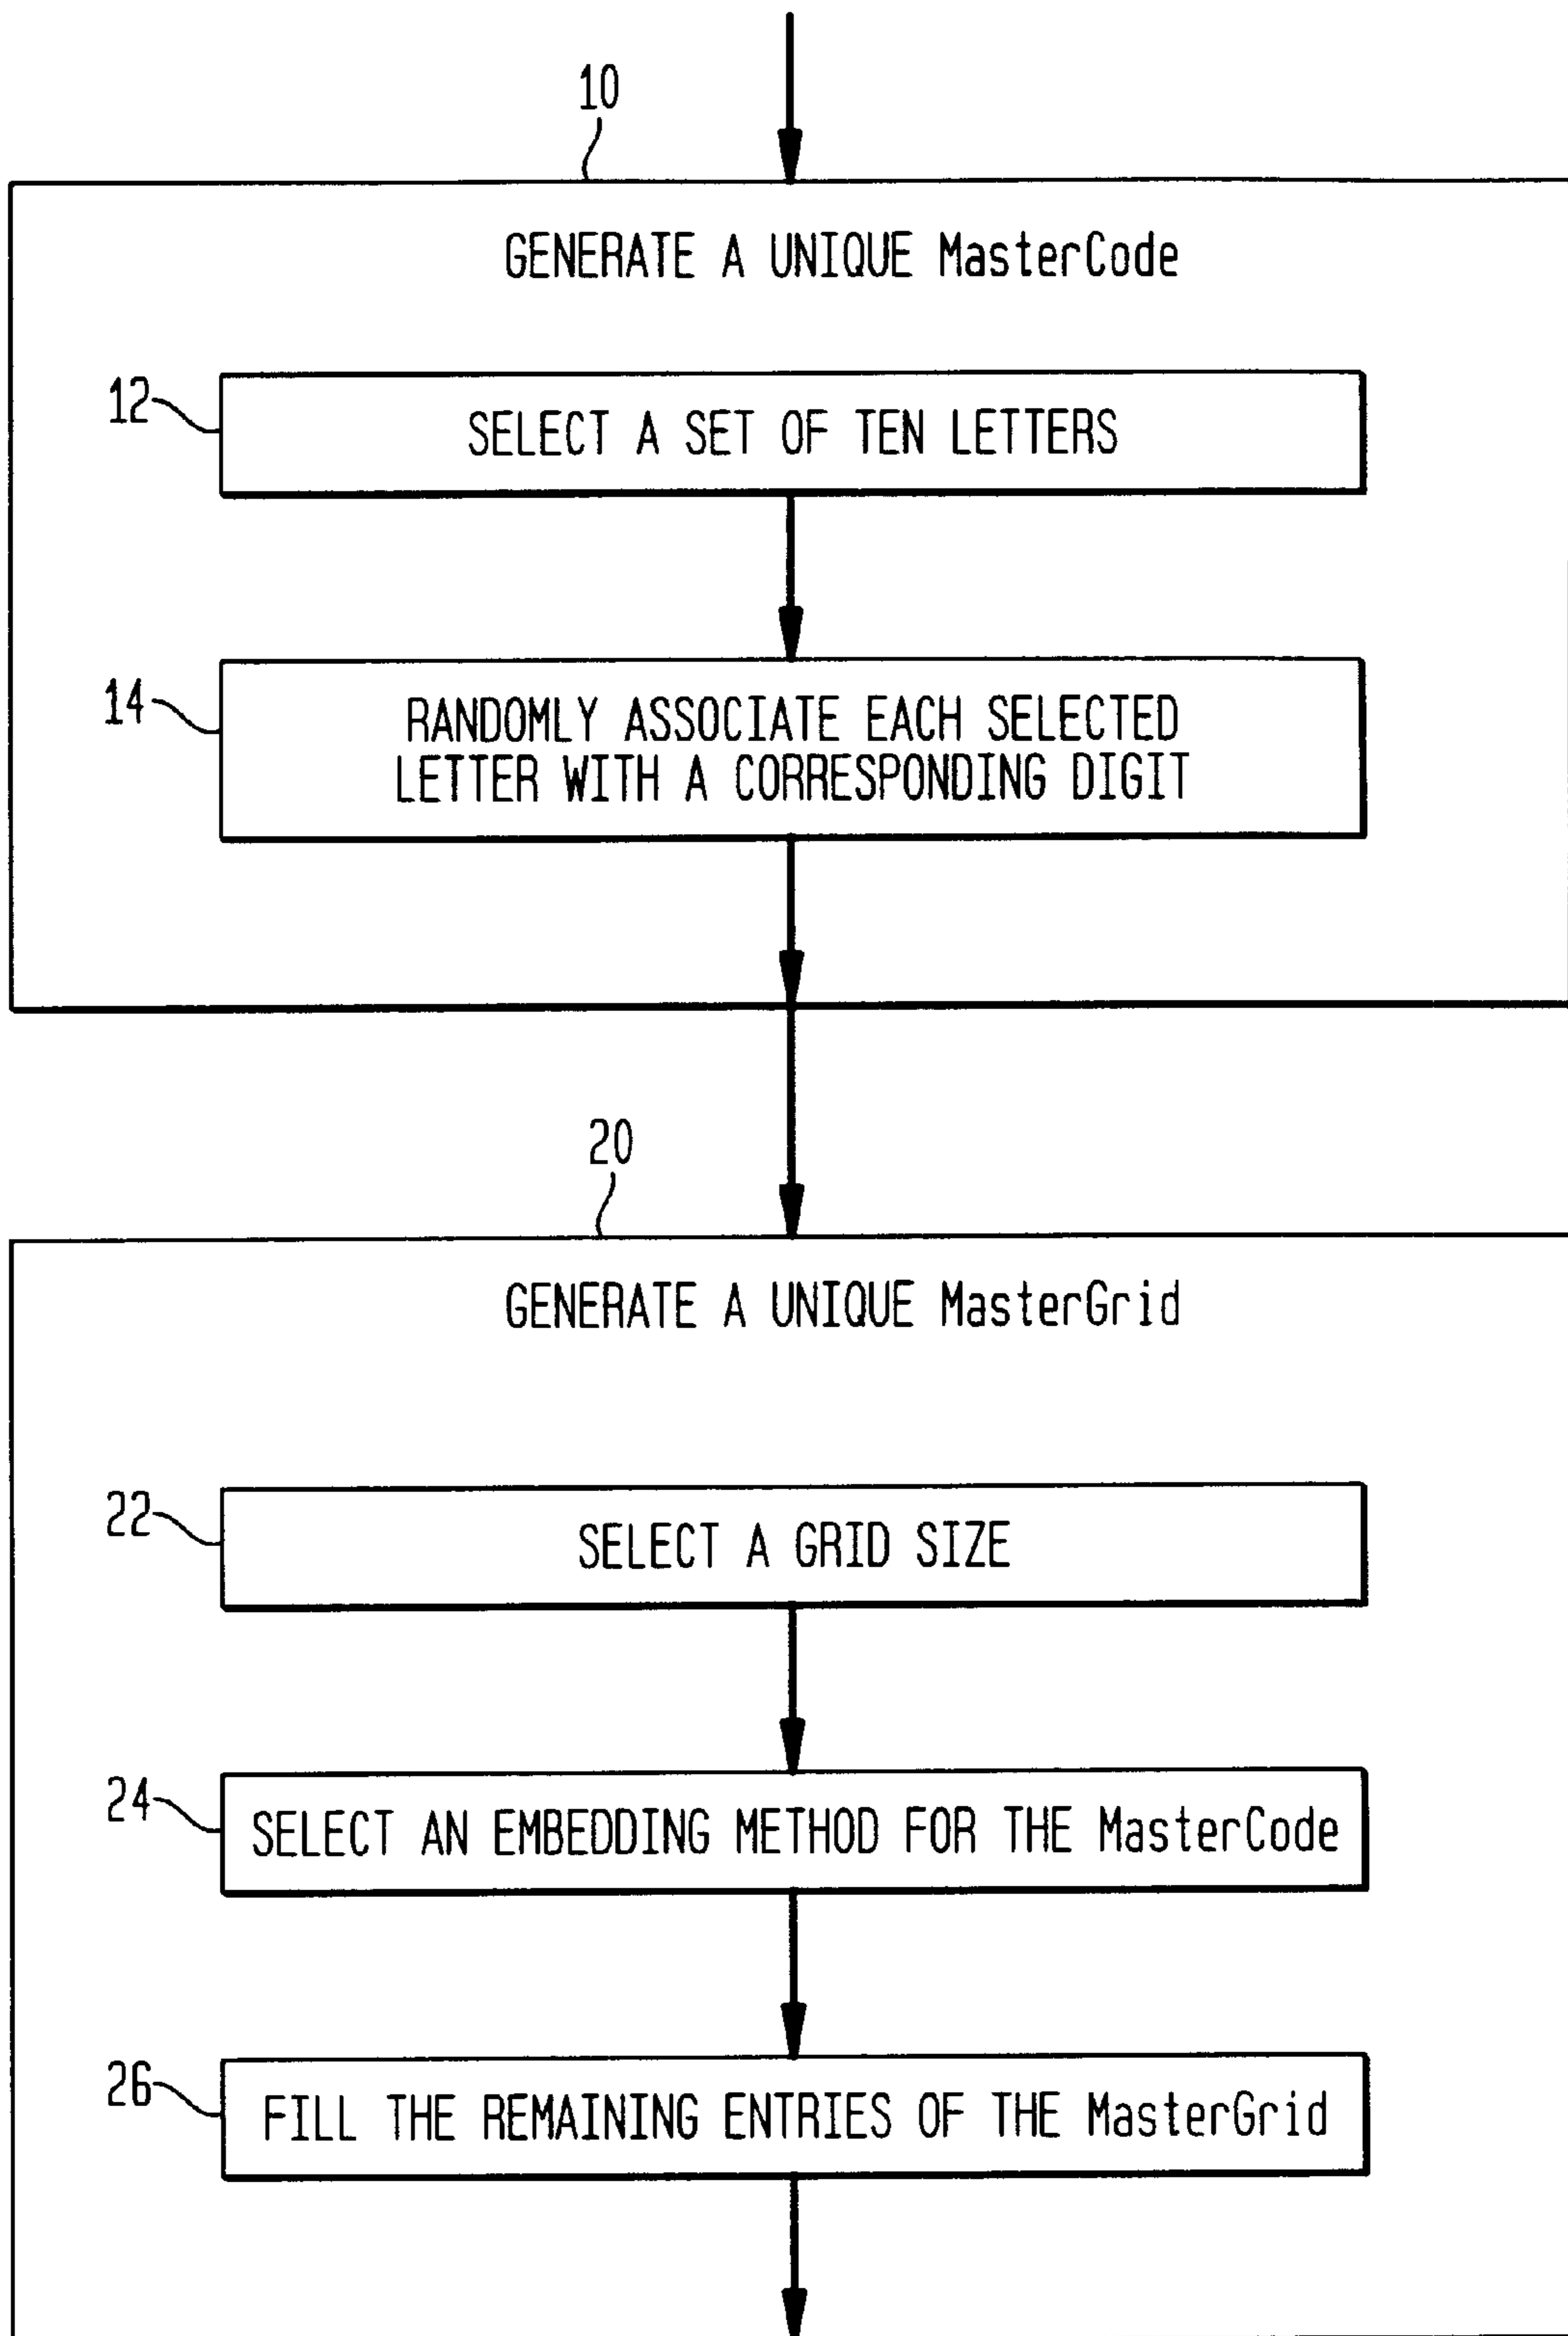 10
GENERATE A UNIQUE MasterCode
12
SELECT A SET OF TEN LETTERS
14
RANDOMLY ASSOCIATE EACH SELECTED
LETTER WITH A CORRESPONDING DIGIT
20
GENERATE A UNIQUE MasterGrid
22
SELECT A GRID SIZE
24
SELECT AN EMBEDDING METHOD FOR THE MasterCode
26
FILL THE REMAINING ENTRIES OF THE MasterGrid